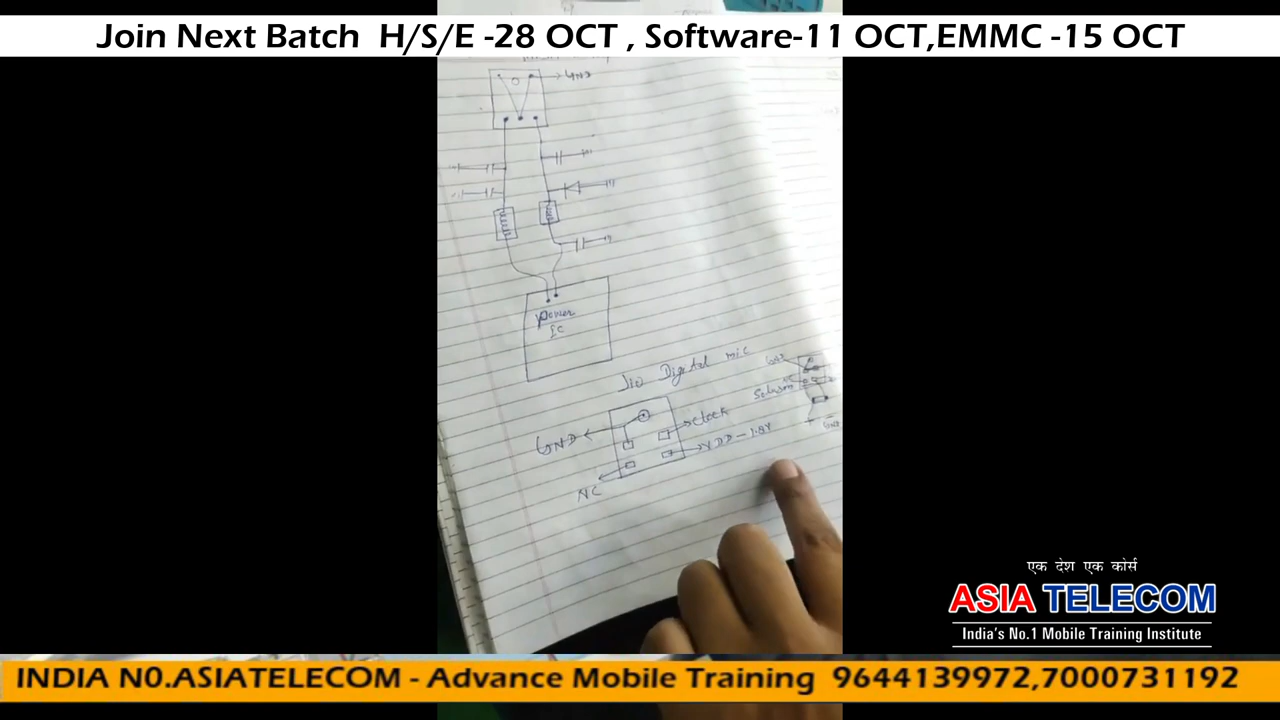 Join Next Batch H/S/E -28 OCT , Software-11 OCT,EMMC -15 OCT
GND
Power
IC
Jio Digital mic
GND
clock
VDD - 1.8V
NC
GND
एक देश एक कोर्स
ASIA TELECOM
India's No.1 Mobile Training Institute
INDIA N0.ASIATELECOM - Advance Mobile Training 9644139972,7000731192